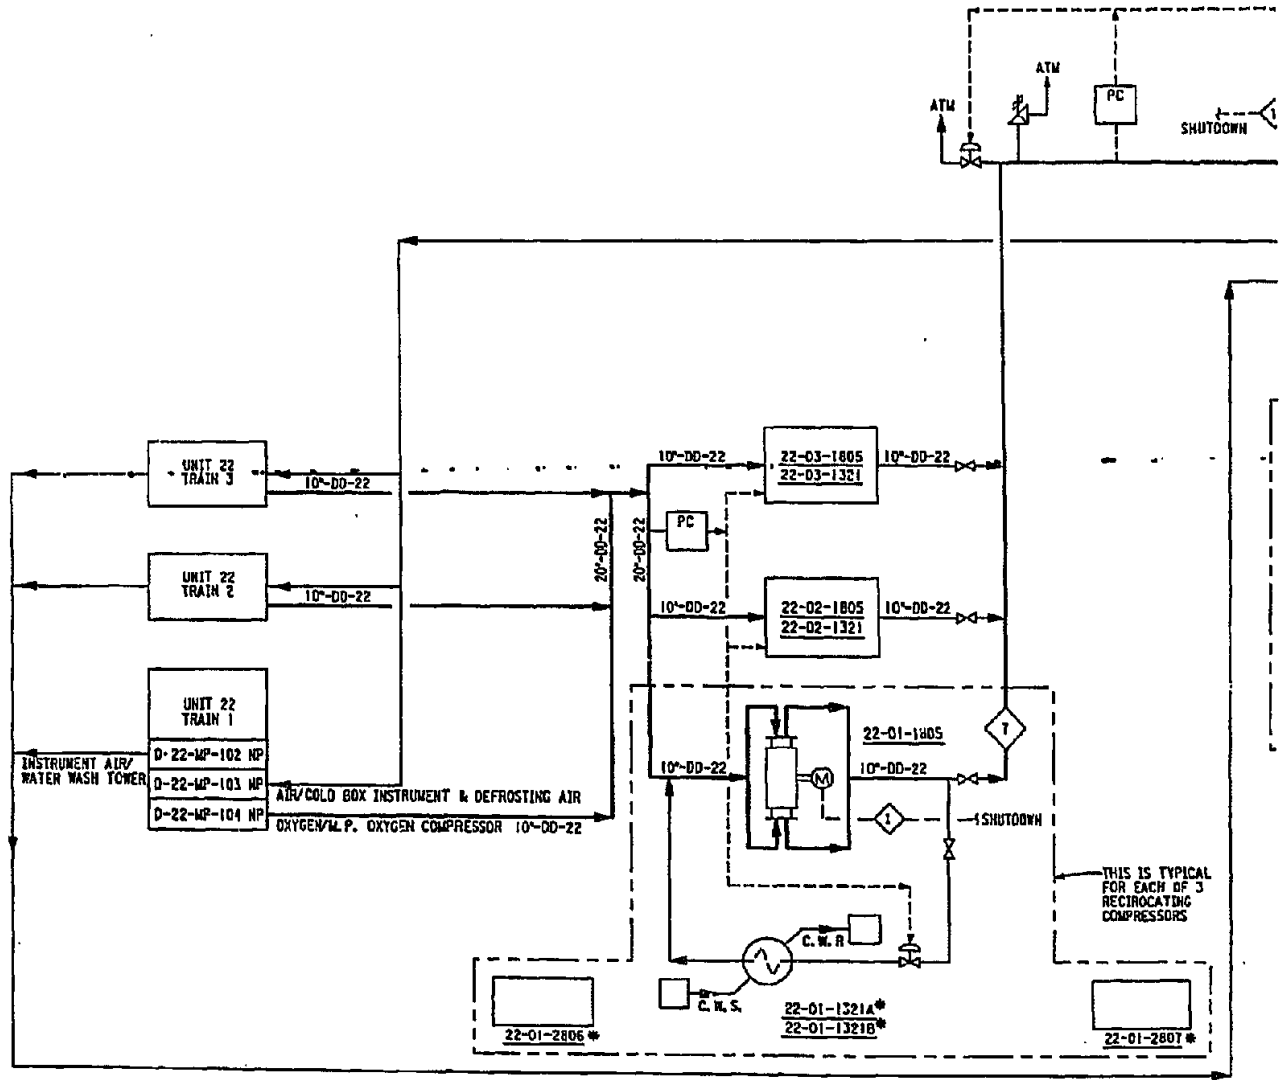 ATM
ATM
PC
SHUTDOWN
UNIT 22
TRAIN 3
10"-DD-22
10"-DD-22
22-03-1805
22-03-1321
10"-DD-22
PC
20"-DD-22
20"-DD-22
UNIT 22
TRAIN 2
10"-DD-22
10"-DD-22
22-02-1805
22-02-1321
10"-DD-22
UNIT 22
TRAIN 1
D-22-MP-102 NP
D-22-MP-103 NP
D-22-MP-104 NP
INSTRUMENT AIR/
WATER WASH TOWER
AIR/COLD BOX INSTRUMENT & DEFROSTING AIR
OXYGEN/M.P. OXYGEN COMPRESSOR 10"-DD-22
22-01-1805
7
10"-DD-22
M
10"-DD-22
1
SHUTDOWN
THIS IS TYPICAL
FOR EACH OF 3
RECIROCATING
COMPRESSORS
C.W.R
C.W.S.
22-01-1321A*
22-01-1321B*
22-01-2806*
22-01-2807*